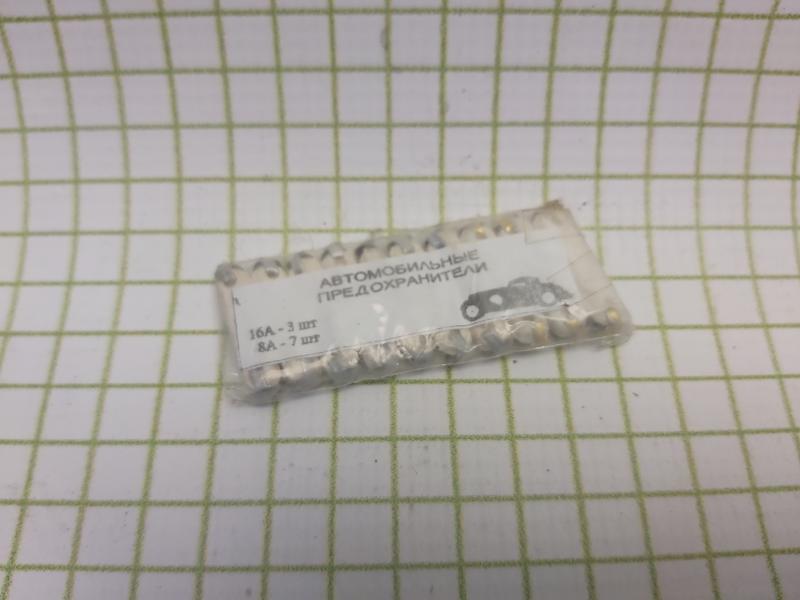 АВТОМОБИЛЬНЫЕ
ПРЕДОХРАНИТЕЛИ
16А - 3 шт
8А - 7 шт